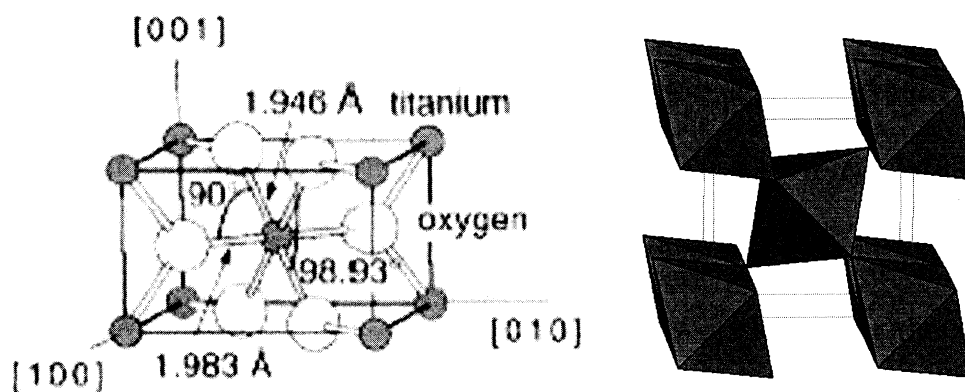 [001]
1.946 Å titanium
90
oxygen
98.93
[010]
[100]
1.983 Å